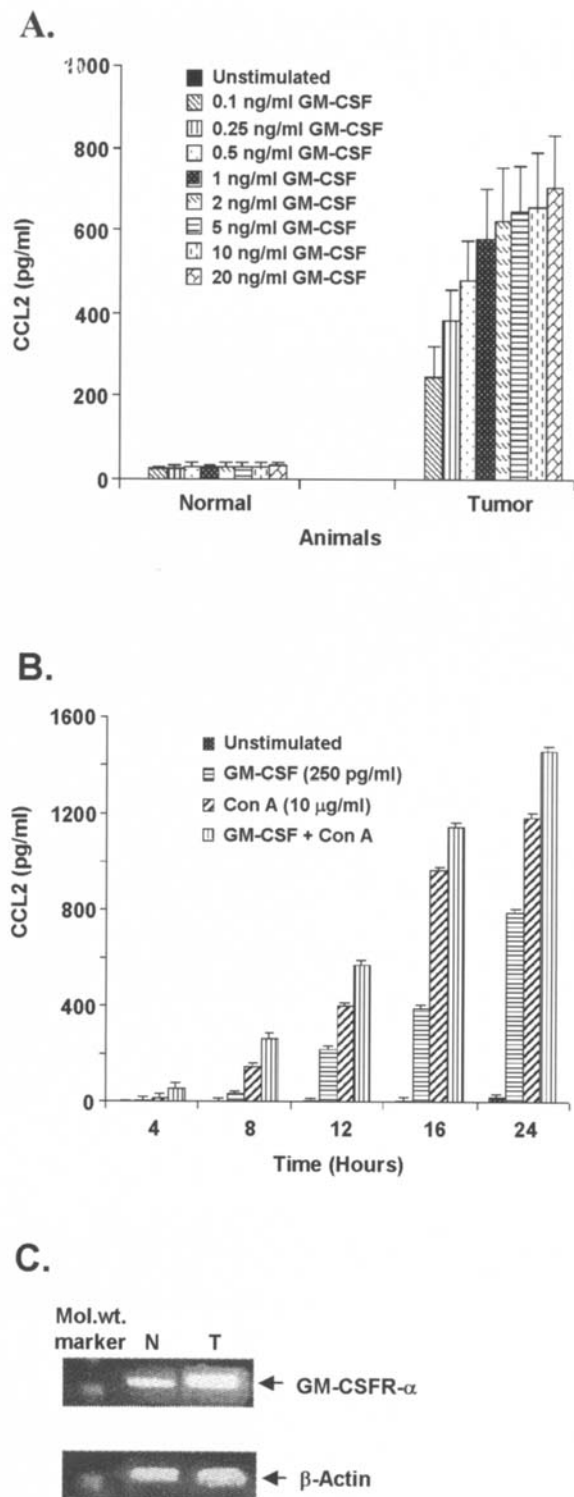 A.
1000
800
600
400
200
0
CCL2 (pg/ml)
Unstimulated
0.1 ng/ml GM-CSF
0.25 ng/ml GM-CSF
0.5 ng/ml GM-CSF
1 ng/ml GM-CSF
2 ng/ml GM-CSF
5 ng/ml GM-CSF
10 ng/ml GM-CSF
20 ng/ml GM-CSF
Normal
Tumor
Animals
B.
1600
1200
800
400
0
CCL2 (pg/ml)
Unstimulated
GM-CSF (250 pg/ml)
Con A (10 μg/ml)
GM-CSF + Con A
4 8 12 16 24
Time (Hours)
C.
Mol.wt.
marker N T
GM-CSFR-α
β-Actin